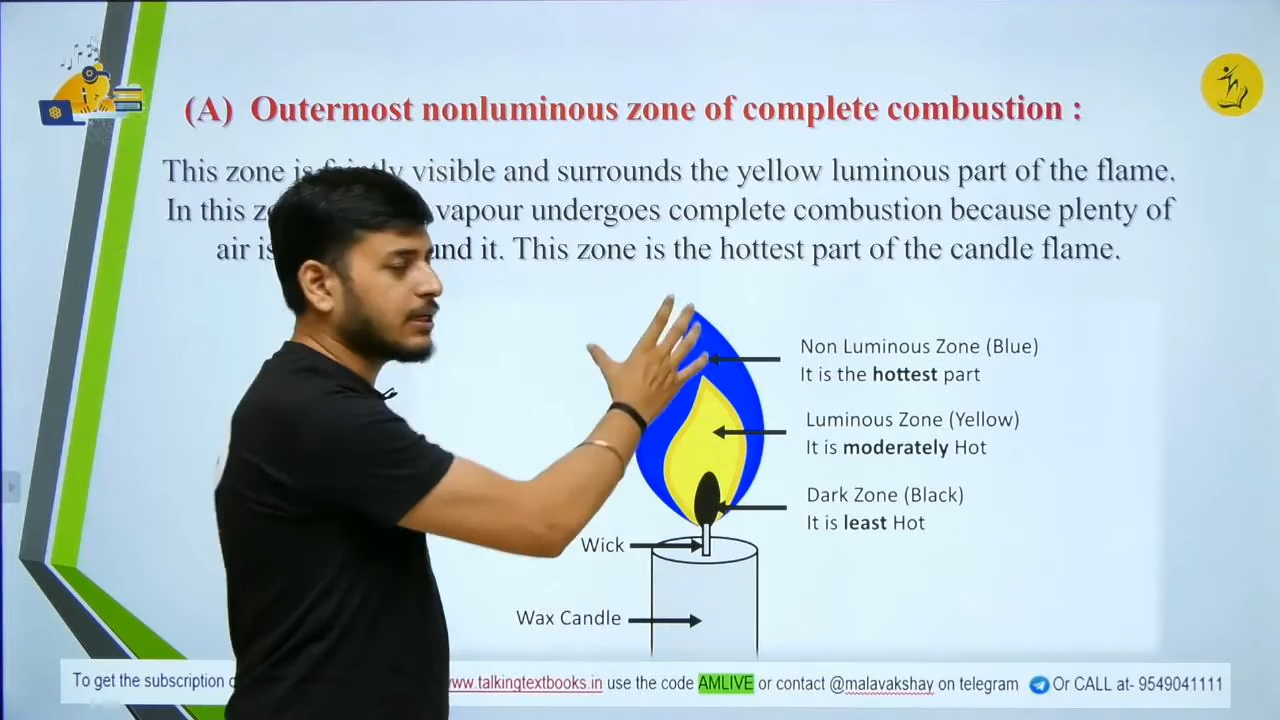 (A) Outermost nonluminous zone of complete combustion :
This zone is faintly visible and surrounds the yellow luminous part of the flame.
In this vapour undergoes complete combustion because plenty of
air is it. This zone is the hottest part of the candle flame.
Non Luminous Zone (Blue)
It is the hottest part
Luminous Zone (Yellow)
It is moderately Hot
Dark Zone (Black)
It is least Hot
Wick
Wax Candle
To get the subscription www.talkingtextbooks.in use the code AMLIVE or contact @malavakshay on telegram Or CALL at- 9549041111